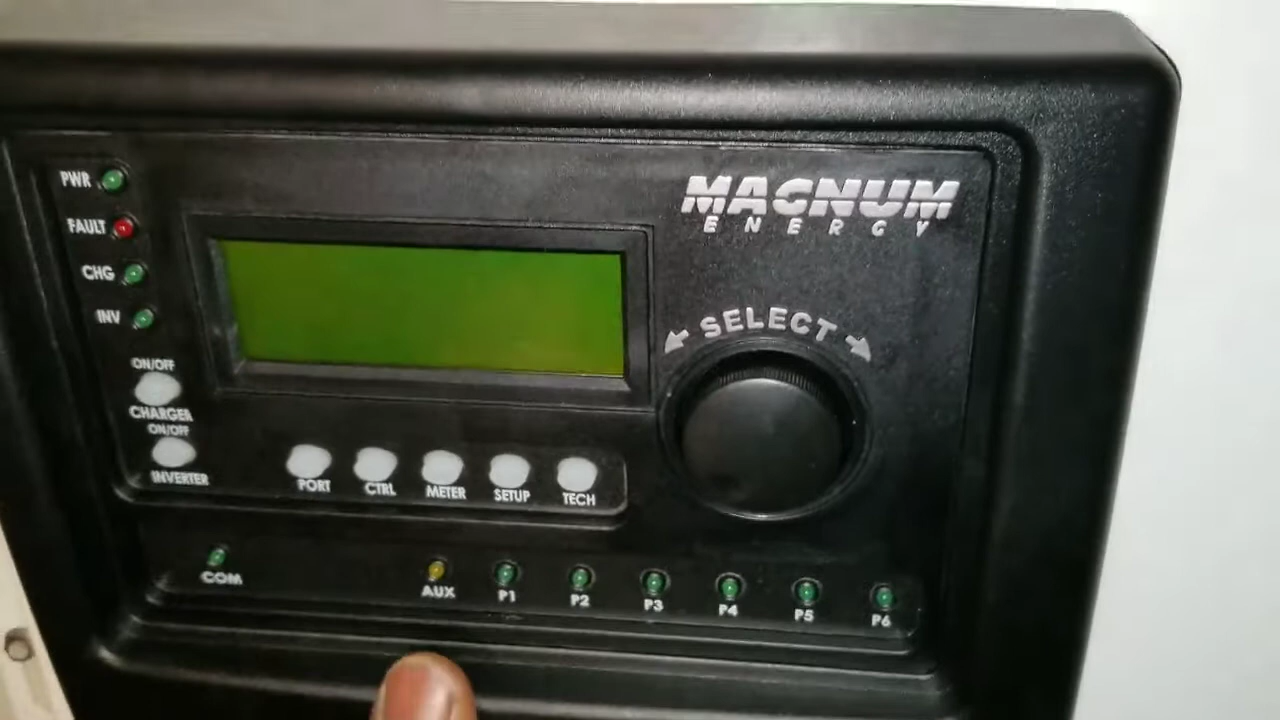 MAGNUM
ENERGY
PWR
FAULT
CHG
INV
SELECT
ON/OFF
CHARGER
ON/OFF
INVERTER
PORT CTRL METER SETUP TECH
COM AUX P1 P2 P3 P4 P5 P6